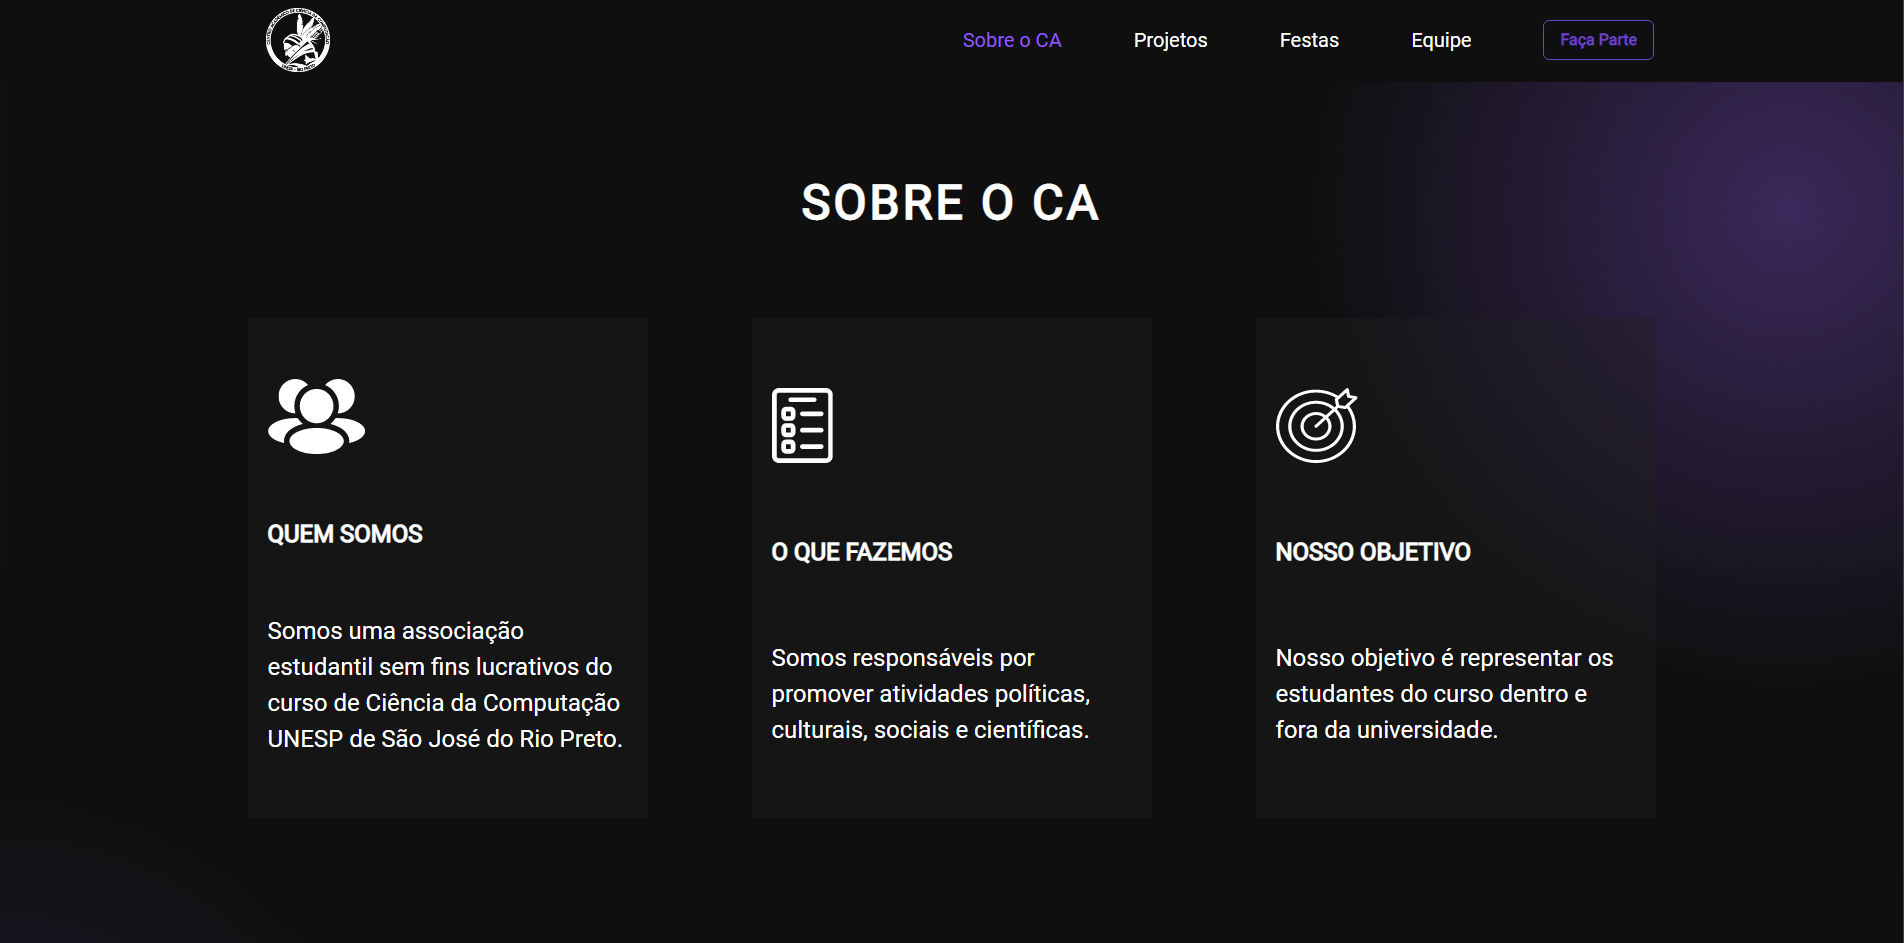 Sobre o CA
Projetos
Festas
Equipe
Faça Parte
SOBRE O CA
QUEM SOMOS
Somos uma associação
estudantil sem fins lucrativos do
curso de Ciência da Computação
UNESP de São José do Rio Preto.
O QUE FAZEMOS
Somos responsáveis por
promover atividades políticas,
culturais, sociais e científicas.
NOSSO OBJETIVO
Nosso objetivo é representar os
estudantes do curso dentro e
fora da universidade.